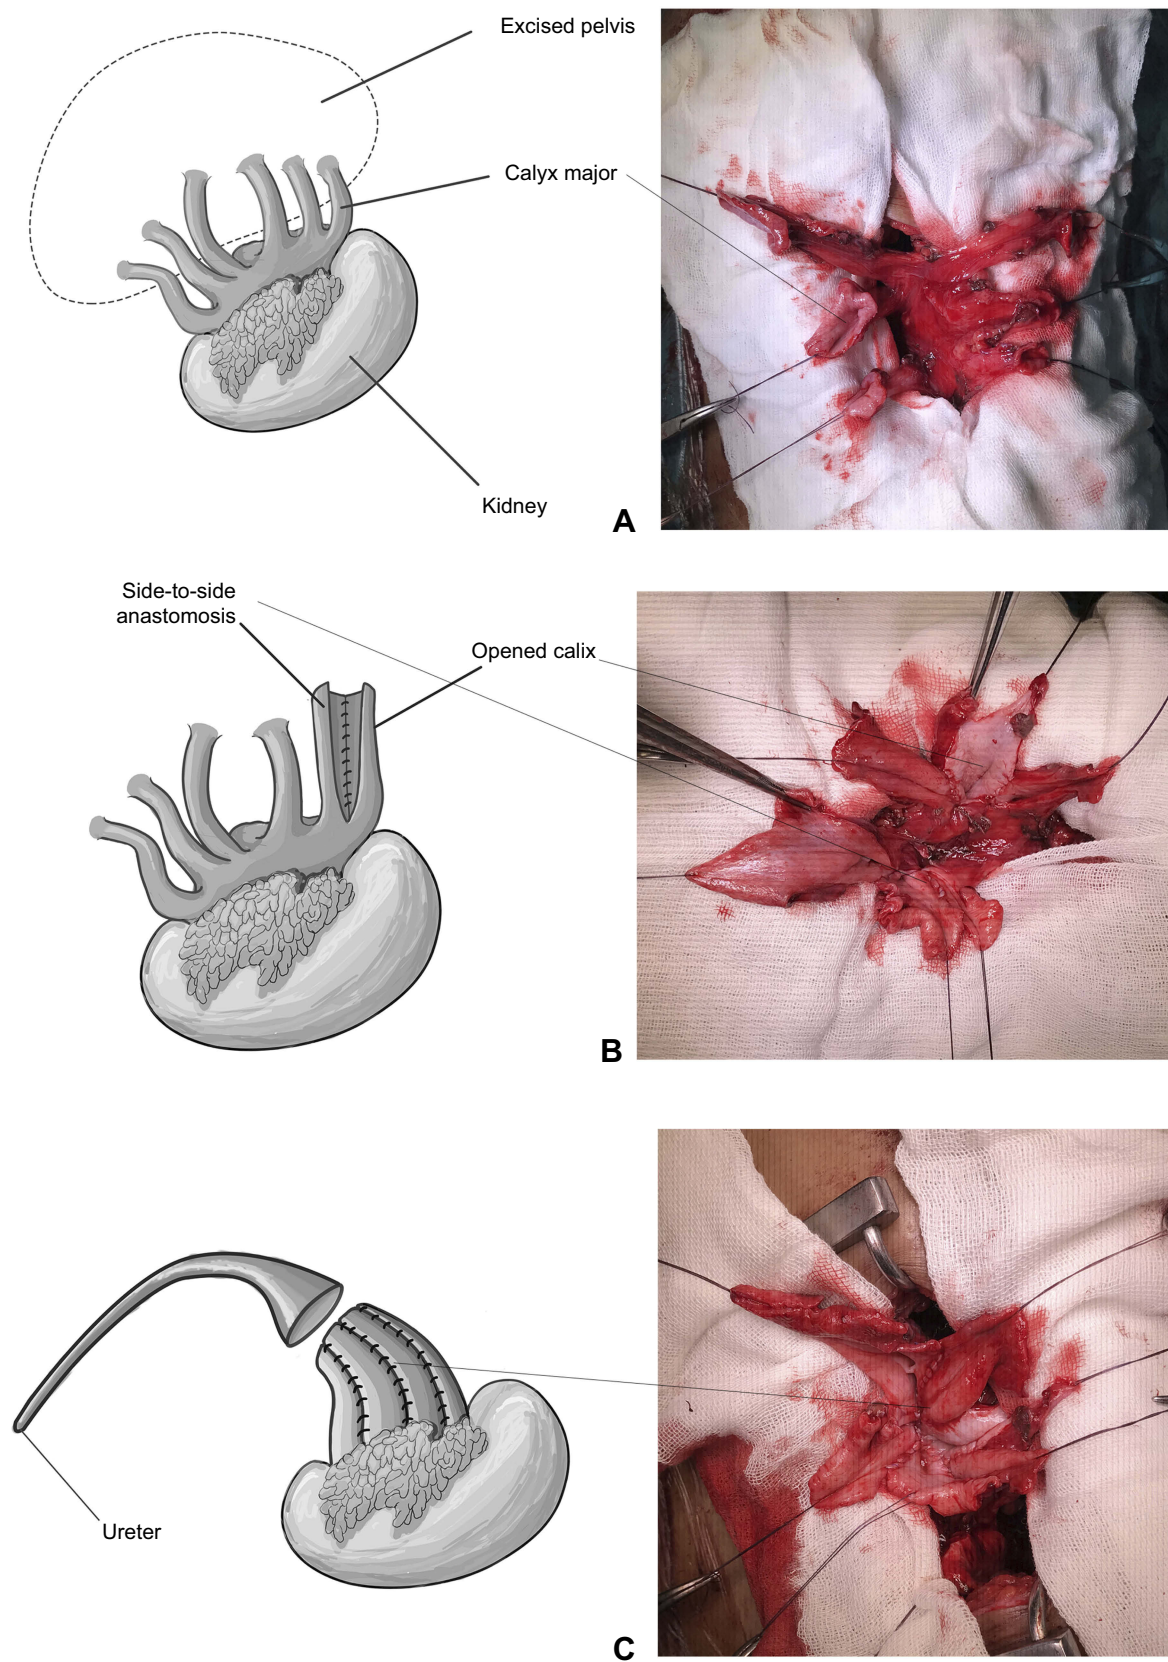 Excised pelvis
Calyx major
Kidney
A
Side-to-side
anastomosis
Opened calix
B
Ureter
C